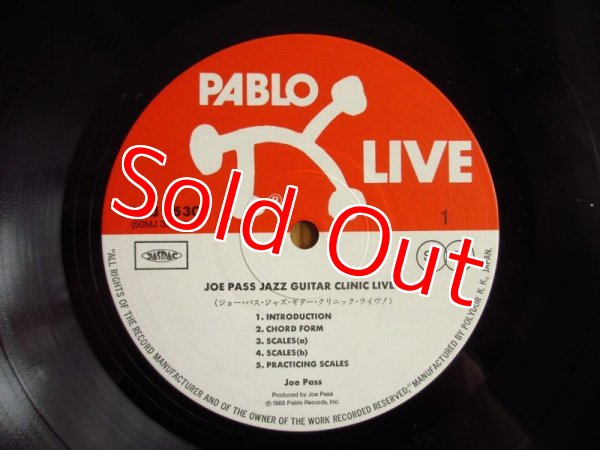 PABLO
LIVE
Sold Out
(50MJ
1
JASRAC
JOE PASS JAZZ GUITAR CLINIC LIVE
(ジョー・パス・ジャズ・ギター・クリニック・ライヴ!)
1. INTRODUCTION
2. CHORD FORM
3. SCALES(a)
4. SCALES(b)
5. PRACTICING SCALES
Joe Pass
Produced by Joe Pass
℗ 1985 Pablo Records, Inc.
"ALL RIGHTS OF THE RECORD MANUFACTURER AND OF THE OWNER OF THE WORK RECORDED RESERVED," MANUFACTURED BY POLYDOR K.K., JAPAN.